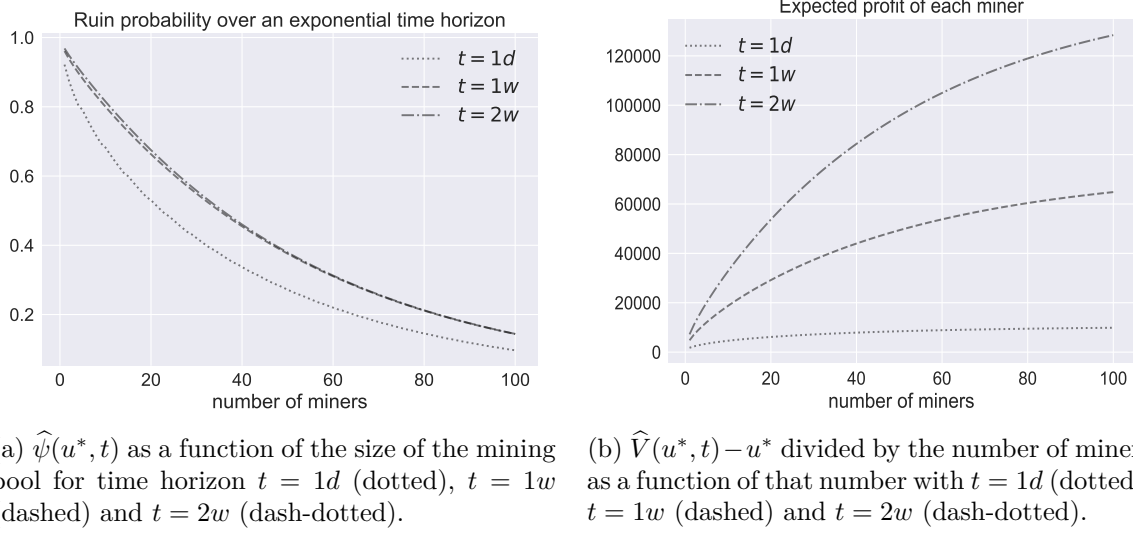 Ruin probability over an exponential time horizon
1.0
0.8
0.6
0.4
0.2
t = 1d
t = 1w
t = 2w
0 20 40 60 80 100
number of miners
a) ψ̂(u*, t) as a function of the size of the mining
pool for time horizon t = 1d (dotted), t = 1w
dashed) and t = 2w (dash-dotted).
Expected profit of each miner
120000
100000
80000
60000
40000
20000
0
t = 1d
t = 1w
t = 2w
0 20 40 60 80 100
number of miners
(b) V̂(u*, t)−u* divided by the number of miner
as a function of that number with t = 1d (dotted
t = 1w (dashed) and t = 2w (dash-dotted).